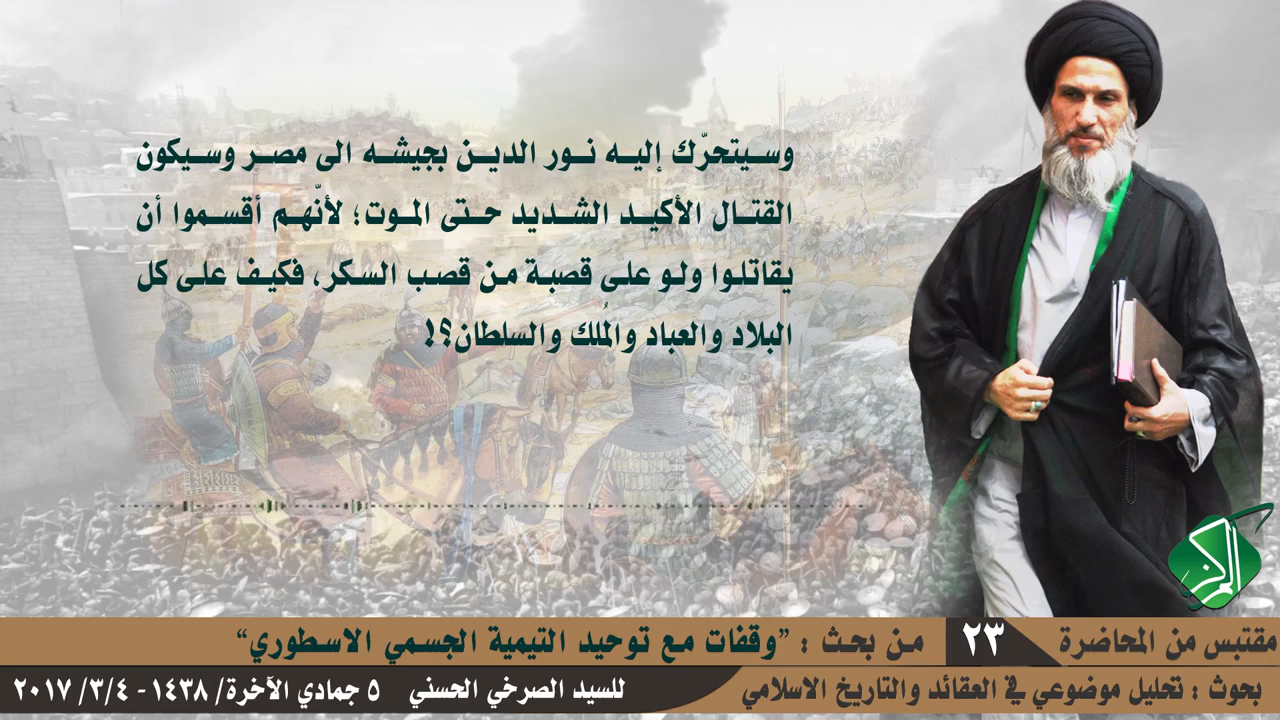 وسيتحرّك إليه نور الدين بجيشه الى مصر وسيكون
القتال الأكيد الشديد حتى الموت؛ لأنّهم أقسموا أن
يقاتلوا ولو على قصبة من قصب السكر، فكيف على كل
البلاد والعباد والمُلك والسلطان؟!
المركز
مقتبس من المحاضرة ٢٣ من بحث : "وقفات مع توحيد التيمية الجسمي الاسطوري"
بحوث : تحليل موضوعي في العقائد والتاريخ الاسلامي للسيد الصرخي الحسني ٥ جمادي الآخرة/ ١٤٣٨ - ٤/ ٣/ ٢٠١٧